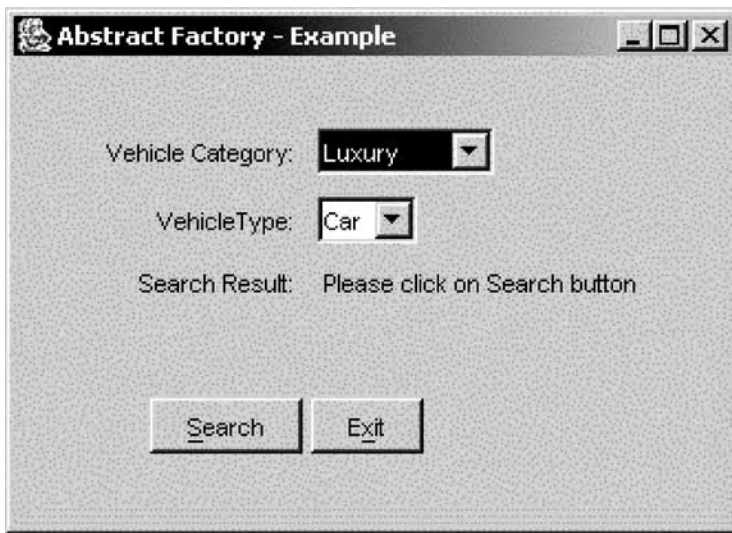 Abstract Factory - Example
Vehicle Category: Luxury
VehicleType: Car
Search Result: Please click on Search button
Search Exit